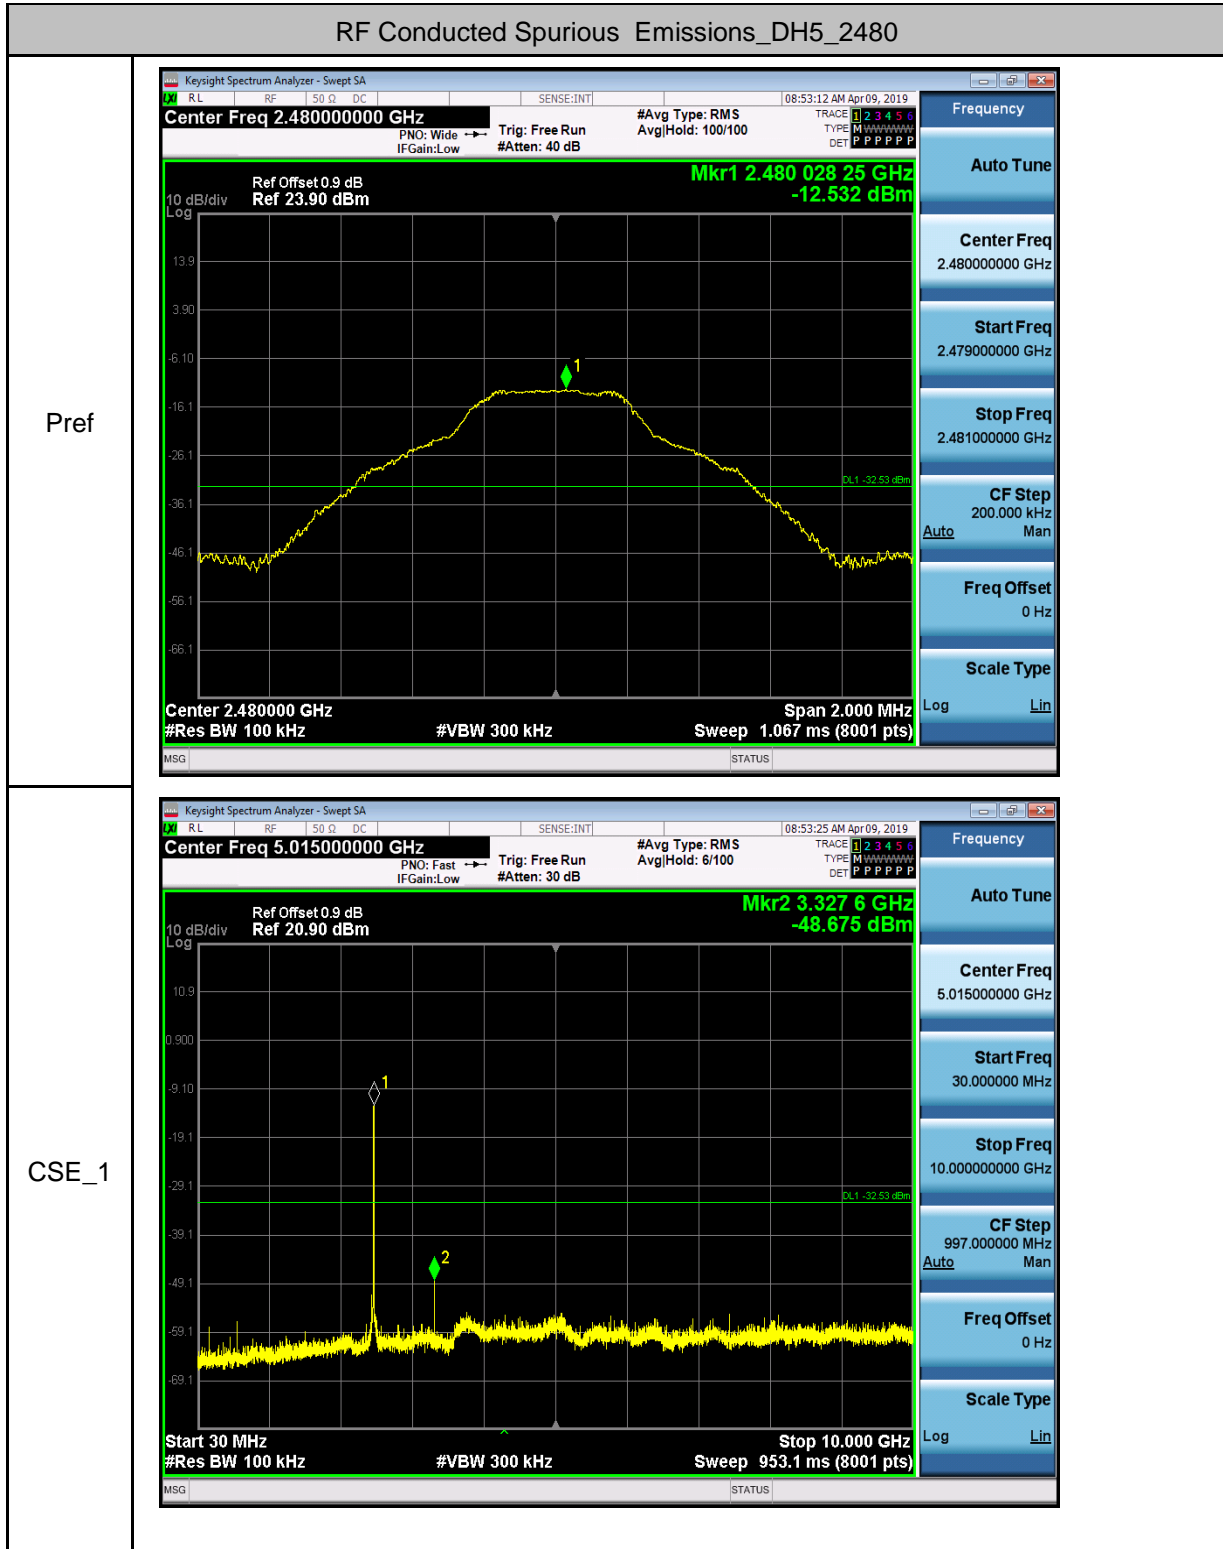 RF Conducted Spurious Emissions_DH5_2480
Pref
Keysight Spectrum Analyzer - Swept SA
LXI RL RF 50 Ω DC SENSE:INT 08:53:12 AM Apr 09, 2019
Center Freq 2.480000000 GHz
PNO: Wide
IFGain:Low
Trig: Free Run
#Atten: 40 dB
#Avg Type: RMS
Avg|Hold: 100/100
TRACE 1 2 3 4 5 6
TYPE M WWWWW
DET P P P P P P
Mkr1 2.480 028 25 GHz
-12.532 dBm
Ref Offset 0.9 dB
10 dB/div Ref 23.90 dBm
Log
13.9
3.90
-6.10
-16.1
-26.1
-36.1
-46.1
-56.1
-66.1
1
DL1 -32.53 dBm
Center 2.480000 GHz Span 2.000 MHz
#Res BW 100 kHz #VBW 300 kHz Sweep 1.067 ms (8001 pts)
MSG STATUS
Frequency
Auto Tune
Center Freq
2.480000000 GHz
Start Freq
2.479000000 GHz
Stop Freq
2.481000000 GHz
CF Step
200.000 kHz
Auto Man
Freq Offset
0 Hz
Scale Type
Log Lin
CSE_1
Keysight Spectrum Analyzer - Swept SA
LXI RL RF 50 Ω DC SENSE:INT 08:53:25 AM Apr 09, 2019
Center Freq 5.015000000 GHz
PNO: Fast
IFGain:Low
Trig: Free Run
#Atten: 30 dB
#Avg Type: RMS
Avg|Hold: 6/100
TRACE 1 2 3 4 5 6
TYPE M WWWWW
DET P P P P P P
Mkr2 3.327 6 GHz
-48.675 dBm
Ref Offset 0.9 dB
10 dB/div Ref 20.90 dBm
Log
10.9
0.900
-9.10
-19.1
-29.1
-39.1
-49.1
-59.1
-69.1
1
2
DL1 -32.53 dBm
Start 30 MHz Stop 10.000 GHz
#Res BW 100 kHz #VBW 300 kHz Sweep 953.1 ms (8001 pts)
MSG STATUS
Frequency
Auto Tune
Center Freq
5.015000000 GHz
Start Freq
30.000000 MHz
Stop Freq
10.000000000 GHz
CF Step
997.000000 MHz
Auto Man
Freq Offset
0 Hz
Scale Type
Log Lin